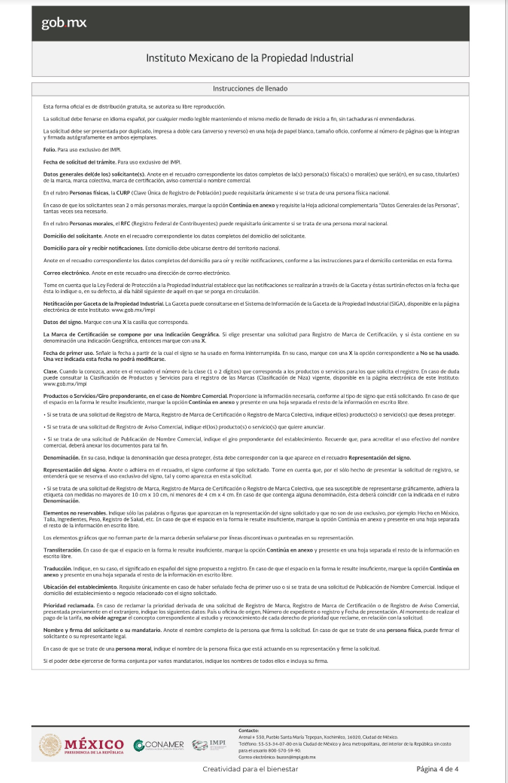 gob mx
Instituto Mexicano de la Propiedad Industrial
Instrucciones de llenado
Esta forma oficial es de distribución gratuita, se autoriza su libre reproducción.
La solicitud debe llenarse en idioma español, por cualquier medio legible manteniendo el mismo medio de llenado de inicio a fin, sin tachaduras ni enmendaduras.
La solicitud debe ser presentada por duplicado, impresa a doble cara (anverso y reverso) en una hoja de papel blanco, tamaño oficio, conforme al número de páginas que la integran
y firmada autógrafamente en ambos ejemplares.
Folio. Para uso exclusivo del IMPI.
Fecha de solicitud del trámite. Para uso exclusivo del IMPI.
Datos generales del(de los) solicitante(s). Anote en el recuadro correspondiente los datos completos de la(s) persona(s) física(s) o moral(es) que será(n), en su caso, titular(es)
de la marca, marca colectiva, marca de certificación, aviso comercial o nombre comercial.
En el rubro Personas físicas, la CURP (Clave Única de Registro de Población) puede requisitarla únicamente si se trate de una persona física nacional.
En caso de que los solicitantes sean 2 o más personas morales, marque la opción Continúa en anexo y requisite la Hoja adicional complementaria "Datos Generales de las Personas",
tantas veces sea necesario.
En el rubro Personas morales, el RFC (Registro Federal de Contribuyentes) puede requisitarlo únicamente si se trate de una persona moral nacional.
Domicilio del solicitante. Anote en el recuadro correspondiente los datos completos del domicilio del solicitante.
Domicilio para oír y recibir notificaciones. Este domicilio debe ubicarse dentro del territorio nacional.
Anote en el recuadro correspondiente los datos completos del domicilio para oír y recibir notificaciones, conforme a las instrucciones para el domicilio contenidas en esta forma.
Correo electrónico. Anote en este recuadro una dirección de correo electrónico.
Tome en cuenta que la Ley Federal de Protección a la Propiedad Industrial establece que las notificaciones se realizarán a través de la Gaceta y éstas surtirán efectos en la fecha que
ésta lo indique o, en su defecto, al día hábil siguiente de aquel en que se ponga en circulación.
Notificación por Gaceta de la Propiedad Industrial. La Gaceta puede consultarse en el Sistema de Información de la Gaceta de la Propiedad Industrial (SIGA), disponible en la página
electrónica de este Instituto: www.gob.mx/impi
Datos del signo. Marque con una X la casilla que corresponda.
La Marca de Certificación se compone por una Indicación Geográfica. Si elige presentar una solicitud para Registro de Marca de Certificación, y si ésta contiene en su
denominación una Indicación Geográfica, entonces marque con una X.
Fecha de primer uso. Señale la fecha a partir de la cual el signo se ha usado en forma ininterrumpida. En su caso, marque con una X la opción correspondiente a No se ha usado.
Una vez indicada esta fecha no podrá modificarse.
Clase. Cuando la conozca, anote en el recuadro el número de la clase (1 o 2 dígitos) que corresponda a los productos o servicios para los que solicita el registro. En caso de duda
puede consultar la Clasificación de Productos y Servicios para el registro de las Marcas (Clasificación de Niza) vigente, disponible en la página electrónica de este Instituto:
www.gob.mx/impi
Productos o Servicios/Giro preponderante, en el caso de Nombre Comercial. Proporcione la información necesaria, conforme al tipo de signo que está solicitando. En caso de que
el espacio en la forma le resulte insuficiente, marque la opción Continúa en anexo y presente en una hoja separada el resto de la información en escrito libre.
• Si se trate de una solicitud de Registro de Marca, Registro de Marca de Certificación o Registro de Marca Colectiva, indique el(los) producto(s) o servicio(s) que desea proteger.
• Si se trate de una solicitud de Registro de Aviso Comercial, indique el(los) producto(s) o servicio(s) que quiere anunciar.
• Si se trate de una solicitud de Publicación de Nombre Comercial, indique el giro preponderante del establecimiento. Recuerde que, para acreditar el uso efectivo del nombre
comercial, deberá anexar los documentos para tal fin.
Denominación. En su caso, indique la denominación que desea proteger, ésta debe corresponder con la que aparece en el recuadro Representación del signo.
Representación del signo. Anote o adhiera en el recuadro, el signo conforme al tipo solicitado. Tome en cuenta que, por el sólo hecho de presentar la solicitud de registro, se
entenderá que se reserva el uso exclusivo del signo, tal y como aparezca en esta solicitud.
• Si se trate de una solicitud de Registro de Marca, Registro de Marca de Certificación o Registro de Marca Colectiva, que sea susceptible de representarse gráficamente, adhiera la
etiqueta con medidas no mayores de 10 cm x 10 cm, ni menores de 4 cm x 4 cm. En caso de que contenga alguna denominación, ésta deberá coincidir con la indicada en el rubro
Denominación.
Elementos no reservables. Indique sólo las palabras o figuras que aparezcan en la representación del signo solicitado y que no son de uso exclusivo; por ejemplo: Hecho en México,
Talla, Ingredientes, Peso, Registro de Salud, etc. En caso de que el espacio en la forma le resulte insuficiente, marque la opción Continúa en anexo y presente en una hoja separada
el resto de la información en escrito libre.
Los elementos gráficos que no formar parte de la marca deberán señalarse por líneas discontinuas o punteadas en su representación.
Transliteración. En caso de que el espacio en la forma le resulte insuficiente, marque la opción Continúa en anexo y presente en una hoja separada el resto de la información en
escrito libre.
Traducción. Indique, en su caso, el significado en español del signo propuesto a registro. En caso de que el espacio en la forma le resulte insuficiente, marque la opción Continúa en
anexo y presente en una hoja separada el resto de la información en escrito libre.
Ubicación del establecimiento. Requisite únicamente en caso de haber señalado fecha de primer uso o si se trata de una solicitud de Publicación de Nombre Comercial. Indique el
domicilio del establecimiento o negocio relacionado con el signo solicitado.
Prioridad reclamada. En caso de reclamar la prioridad derivada de una solicitud de Registro de Marca, Registro de Marca de Certificación o de Registro de Aviso Comercial,
presentada previamente en el extranjero, indique los siguientes datos: País u oficina de origen, Número de expediente o registro y Fecha de presentación. Al momento de realizar el
pago de la tarifa, no olvide agregar el concepto correspondiente al estudio y reconocimiento de cada derecho de prioridad que reclame, en relación con la solicitud.
Nombre y firma del solicitante o su mandatario. Anote el nombre completo de la persona que firma la solicitud. En caso de que se trate de una persona física, puede firmar el
solicitante o su representante legal.
En caso de que se trate de una persona moral, indique el nombre de la persona física que está actuando en su representación y firme la solicitud.
Si el poder debe ejercerse de forma conjunta por varios mandatarios, indique los nombres de todos ellos e incluya su firma.
MÉXICO
PRESIDENCIA DE LA REPÚBLICA
CONAMER
IMPI
Contacto:
Arenal # 550, Pueblo Santa María Tepepan, Xochimilco, 16020, Ciudad de México.
Teléfono: 55-53-34-07-00 en la Ciudad de México y área metropolitana, del interior de la República sin costo
para el usuario 800-570-59-90.
Correo electrónico: buzon@impi.gob.mx
Creatividad para el bienestar
Página 4 de 4